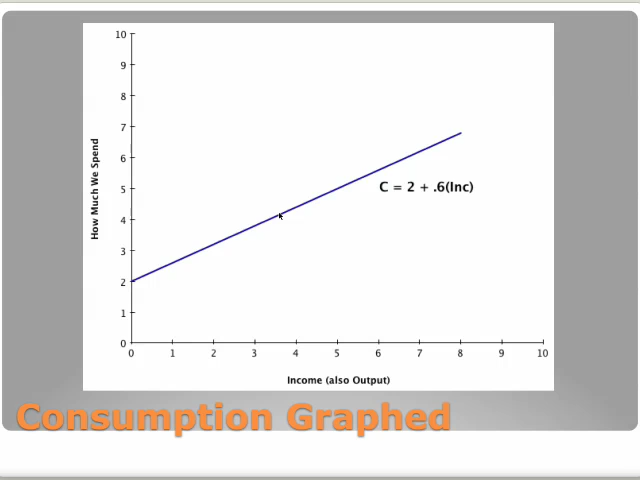 10
9
8
7
6
5
4
3
2
1
0
How Much We Spend
C = 2 + .6(Inc)
0 1 2 3 4 5 6 7 8 9 10
Income (also Output)
Consumption Graphed